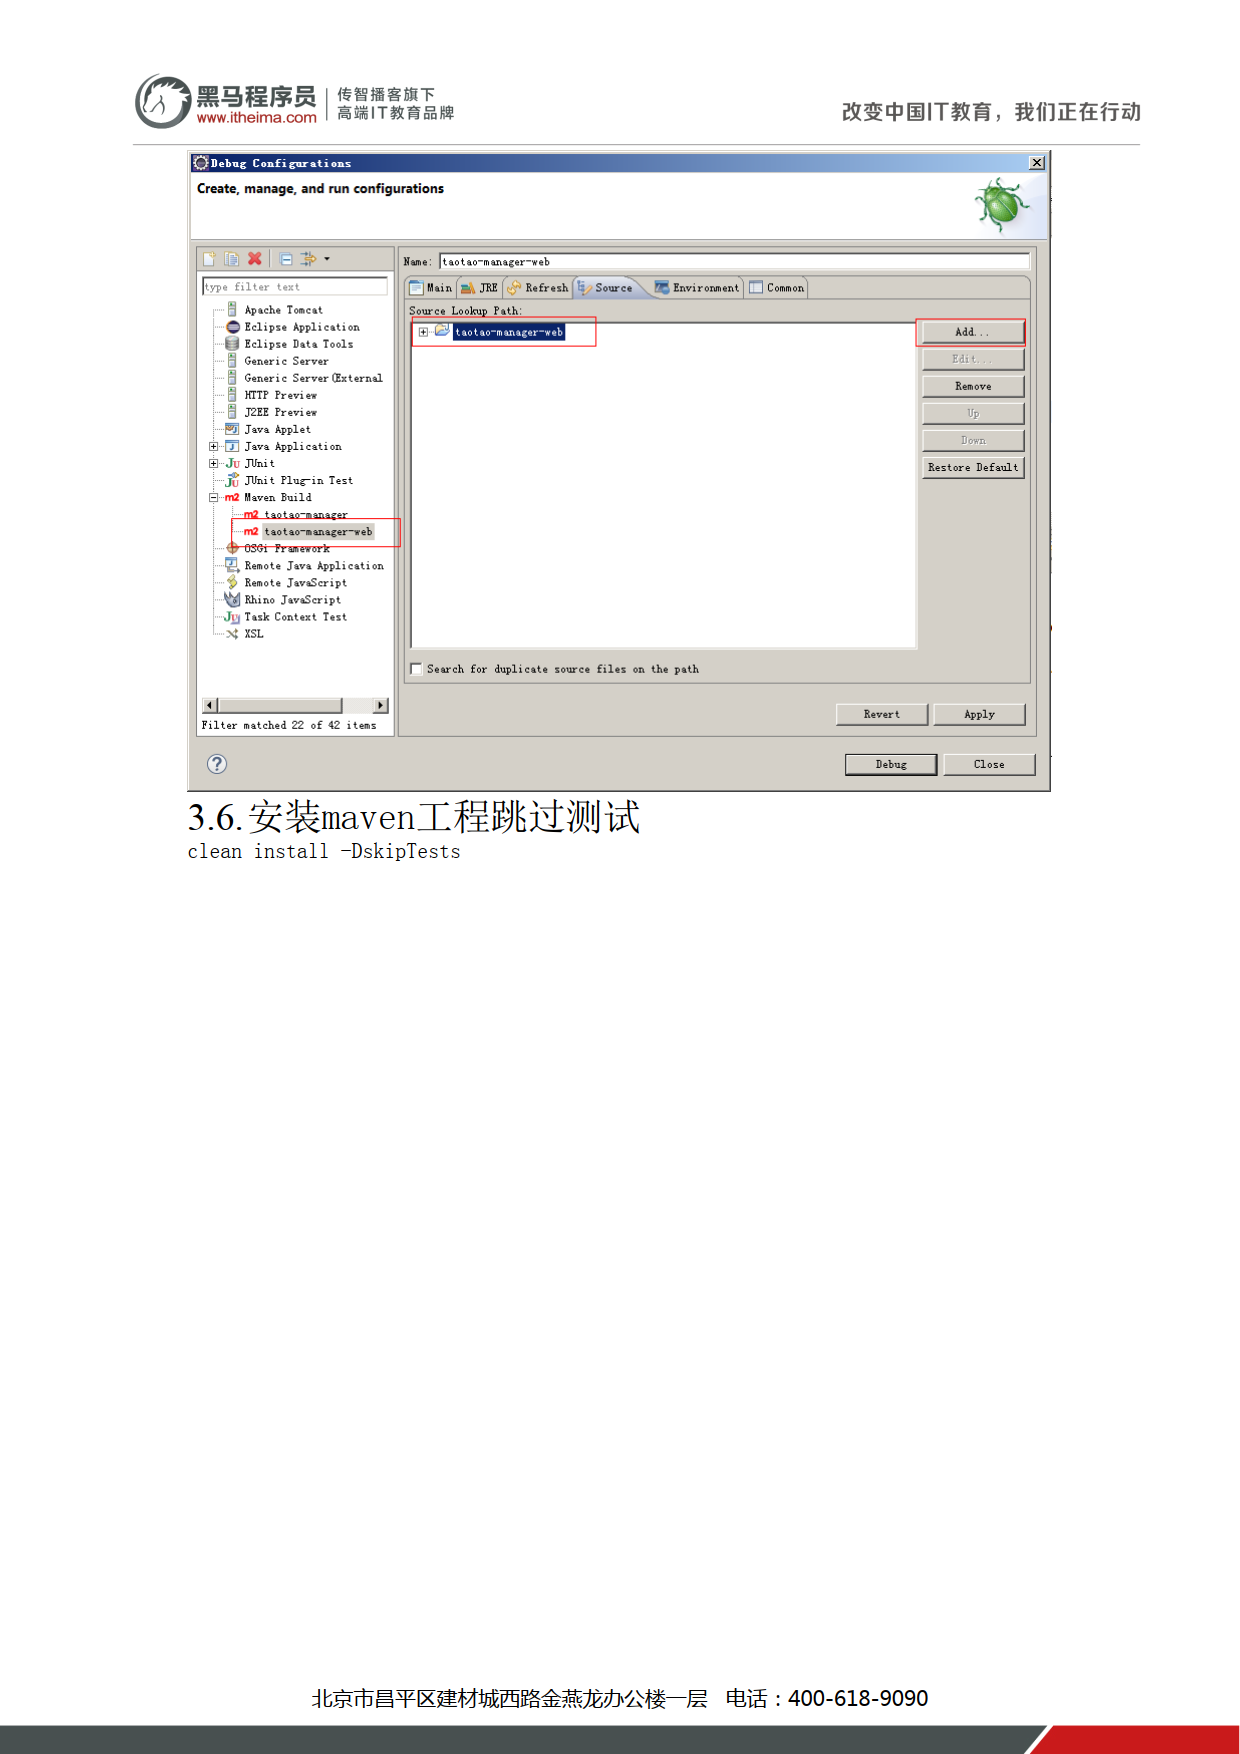 黑马程序员
www.itheima.com
传智播客旗下
高端IT教育品牌
改变中国IT教育，我们正在行动
Debug Configurations
Create, manage, and run configurations
type filter text
Apache Tomcat
Eclipse Application
Eclipse Data Tools
Generic Server
Generic Server(External
HTTP Preview
J2EE Preview
Java Applet
Java Application
JUnit
JUnit Plug-in Test
Maven Build
m2 taotao-manager
m2 taotao-manager-web
OSGi Framework
Remote Java Application
Remote JavaScript
Rhino JavaScript
Task Context Test
XSL
Filter matched 22 of 42 items
Name: taotao-manager-web
Main JRE Refresh Source Environment Common
Source Lookup Path:
taotao-manager-web
Add...
Edit...
Remove
Up
Down
Restore Default
Search for duplicate source files on the path
Revert Apply
Debug Close
3.6.安装maven工程跳过测试
clean install -DskipTests
北京市昌平区建材城西路金燕龙办公楼一层 电话：400-618-9090